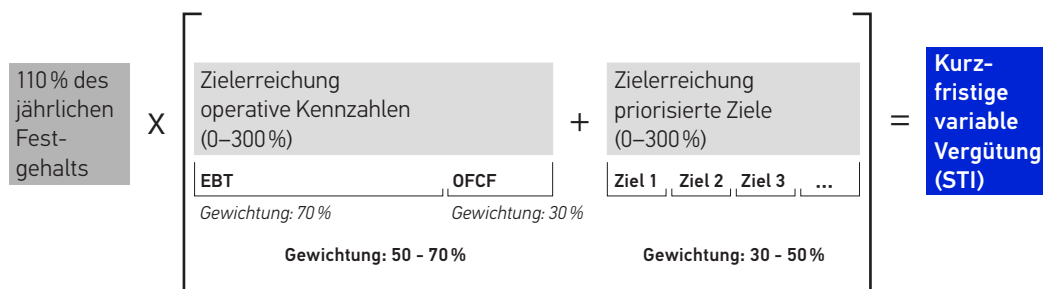 110 % des
jährlichen
Fest-
gehalts
X
Zielerreichung
operative Kennzahlen
(0–300 %)
EBT
OFCF
Gewichtung: 70 %
Gewichtung: 30 %
Gewichtung: 50 - 70 %
+
Zielerreichung
priorisierte Ziele
(0–300 %)
Ziel 1
Ziel 2
Ziel 3
...
Gewichtung: 30 - 50 %
=
Kurz-
fristige
variable
Vergütung
(STI)